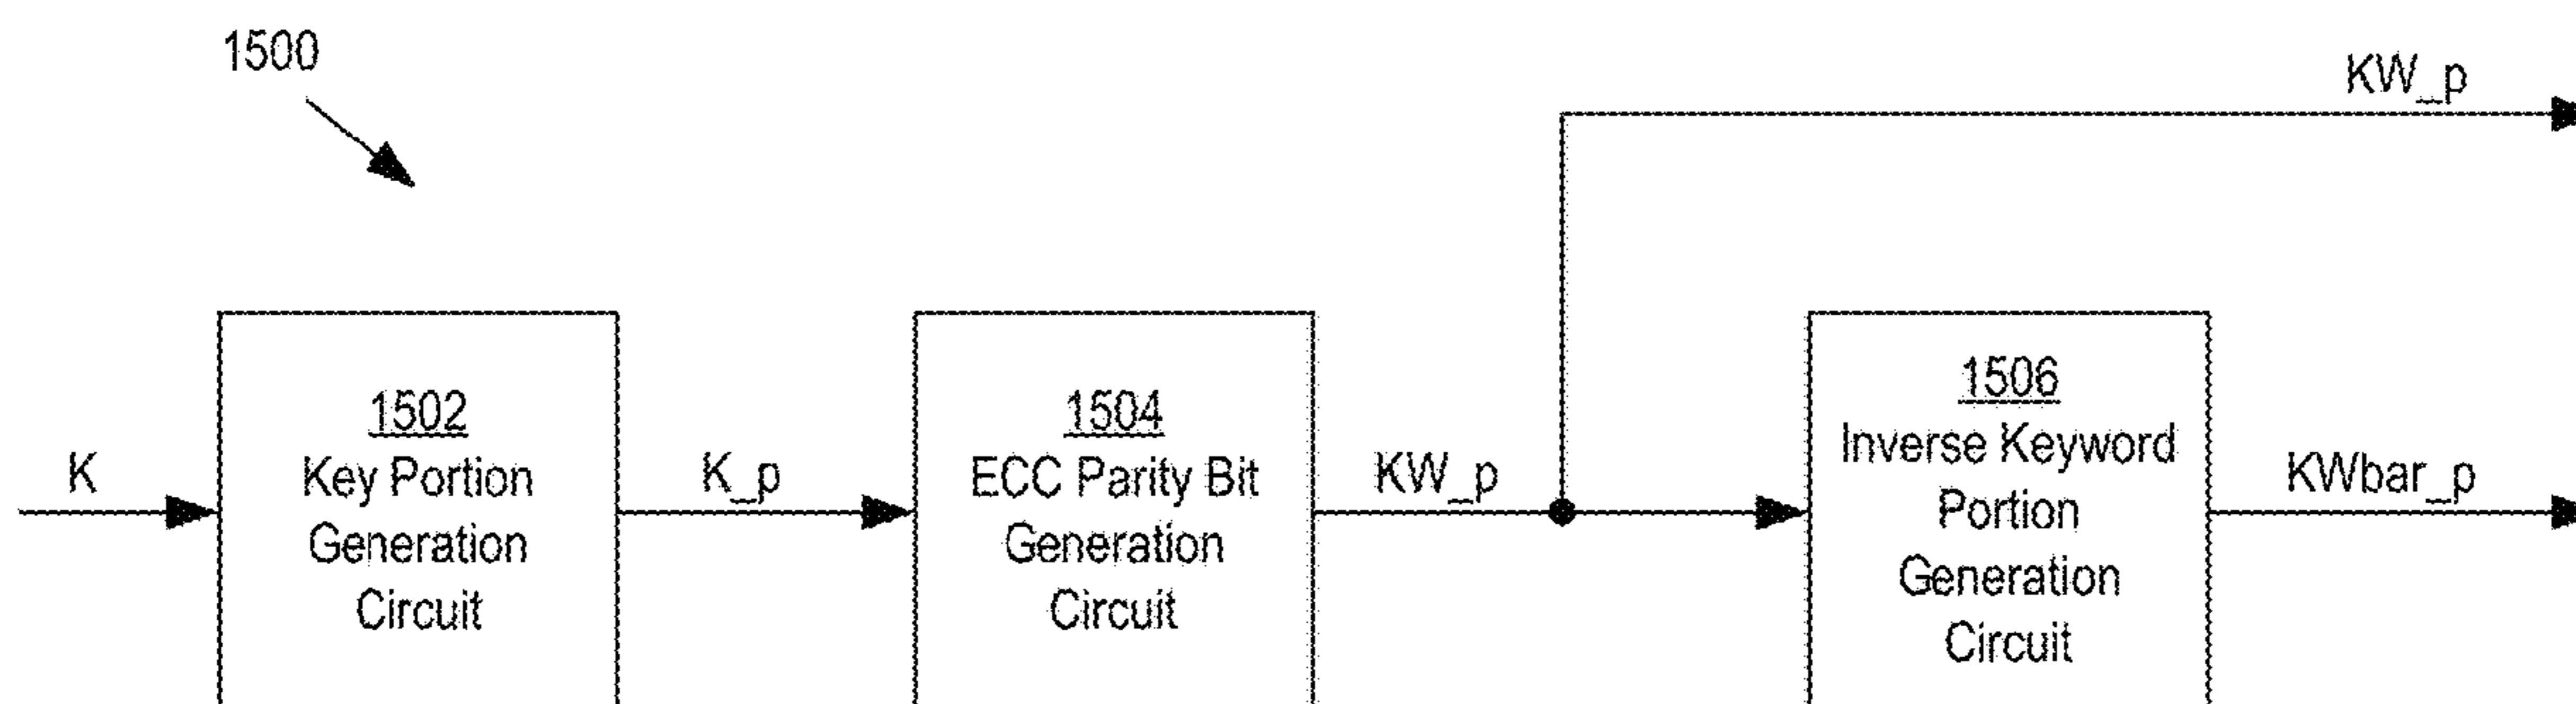 1500
KW_p
K
1502
Key Portion
Generation
Circuit
K_p
1504
ECC Parity Bit
Generation
Circuit
KW_p
1506
Inverse Keyword
Portion
Generation
Circuit
KWbar_p